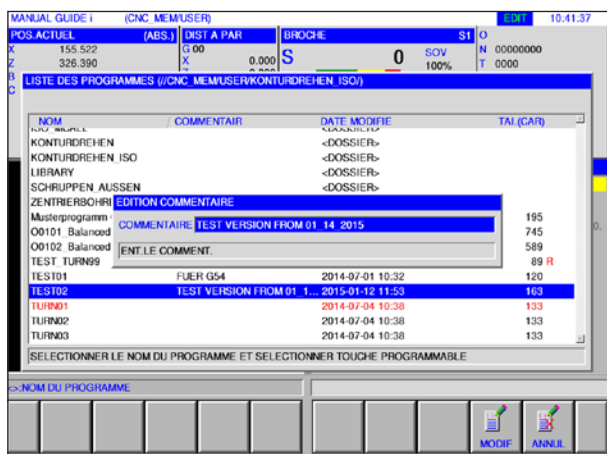 MANUAL GUIDE i (CNC_MEM/USER) EDIT 10:41:37
POS.ACTUEL (ABS.) DIST A PAR BROCHE S1 O
X 155.522 G 00 S 0 SOV N 00000000
Z 326.390 X 0.000 100% T 0000
B
C LISTE DES PROGRAMMES (//CNC_MEM/USER/KONTURDREHEN_ISO/)
NOM / COMMENTAIR DATE MODIFIE TAI.(CAR)
<DOSSIER>
KONTURDREHEN <DOSSIER>
KONTURDREHEN_ISO <DOSSIER>
LIBRARY <DOSSIER>
SCHRUPPEN_AUSSEN <DOSSIER>
ZENTRIERBOHRI EDITION COMMENTAIRE
Musterprogramm 195
COMMENTAIRE TEST VERSION FROM 01_14_2015
O0101_Balanced 745
O0102_Balanced 589
ENT.LE COMMENT.
TEST_TURN99 89 R
TEST01 FUER G54 2014-07-01 10:32 120
TEST02 TEST VERSION FROM 01_1... 2015-01-12 11:53 163
TURN01 2014-07-04 10:38 133
TURN02 2014-07-04 10:38 133
TURN03 2014-07-04 10:38 133
SELECTIONNER LE NOM DU PROGRAMME ET SELECTIONNER TOUCHE PROGRAMMABLE
<>:NOM DU PROGRAMME
MODIF ANNUL